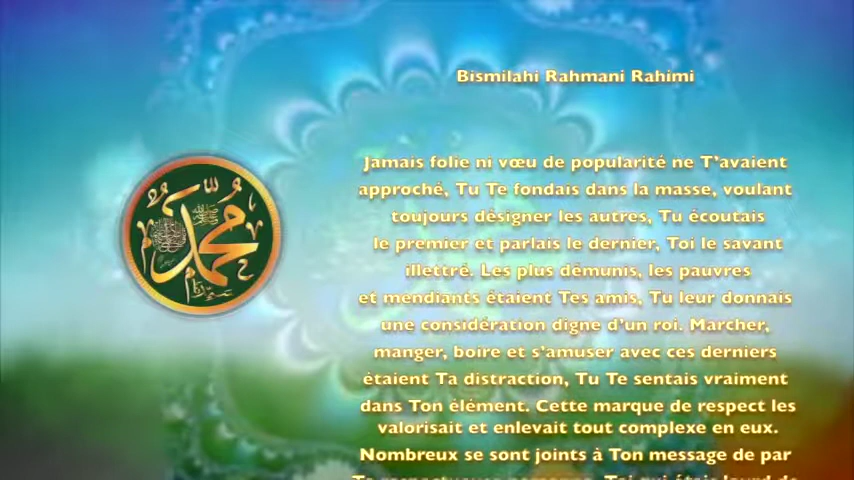 Bismilahi Rahmani Rahimi
محمد
Jamais folie ni vœu de popularité ne T'avaient
approché, Tu Te fondais dans la masse, voulant
toujours désigner les autres, Tu écoutais
le premier et parlais le dernier, Toi le savant
illettré. Les plus démunis, les pauvres
et mendiants étaient Tes amis, Tu leur donnais
une considération digne d'un roi. Marcher,
manger, boire et s'amuser avec ces derniers
étaient Ta distraction, Tu Te sentais vraiment
dans Ton élément. Cette marque de respect les
valorisait et enlevait tout complexe en eux.
Nombreux se sont joints à Ton message de par